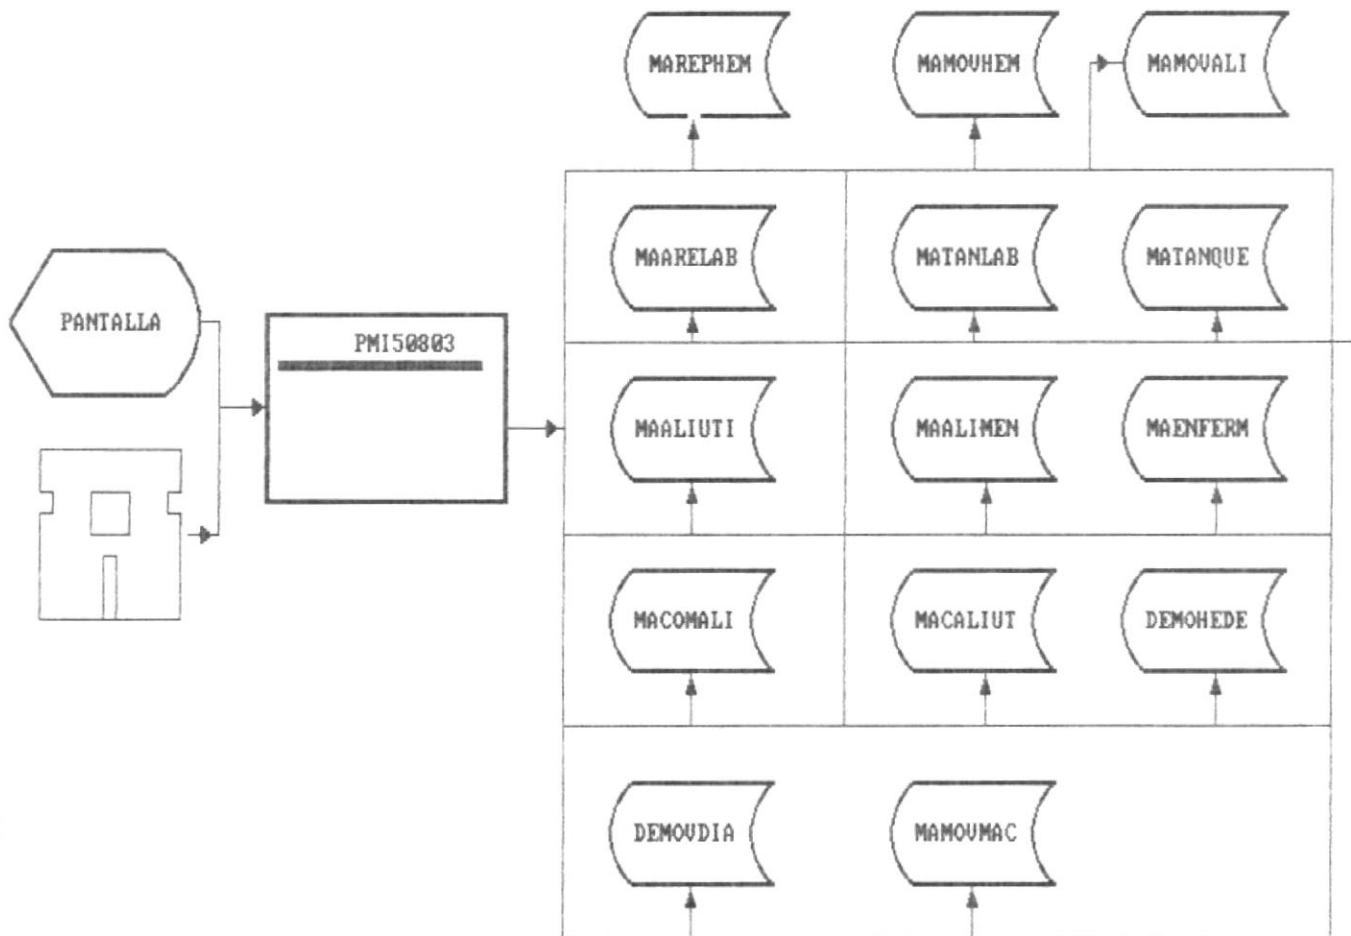 MAREPHEM
MAMOVHEM
MAMOVALI
MAARELAB
MATANLAB
MATANQUE
PANTALLA
PMI50803
MAALIUTI
MAALIMEN
MAENFERM
MACOMALI
MACALIUT
DEMOHEDE
DEMOVDIA
MAMOVMAC